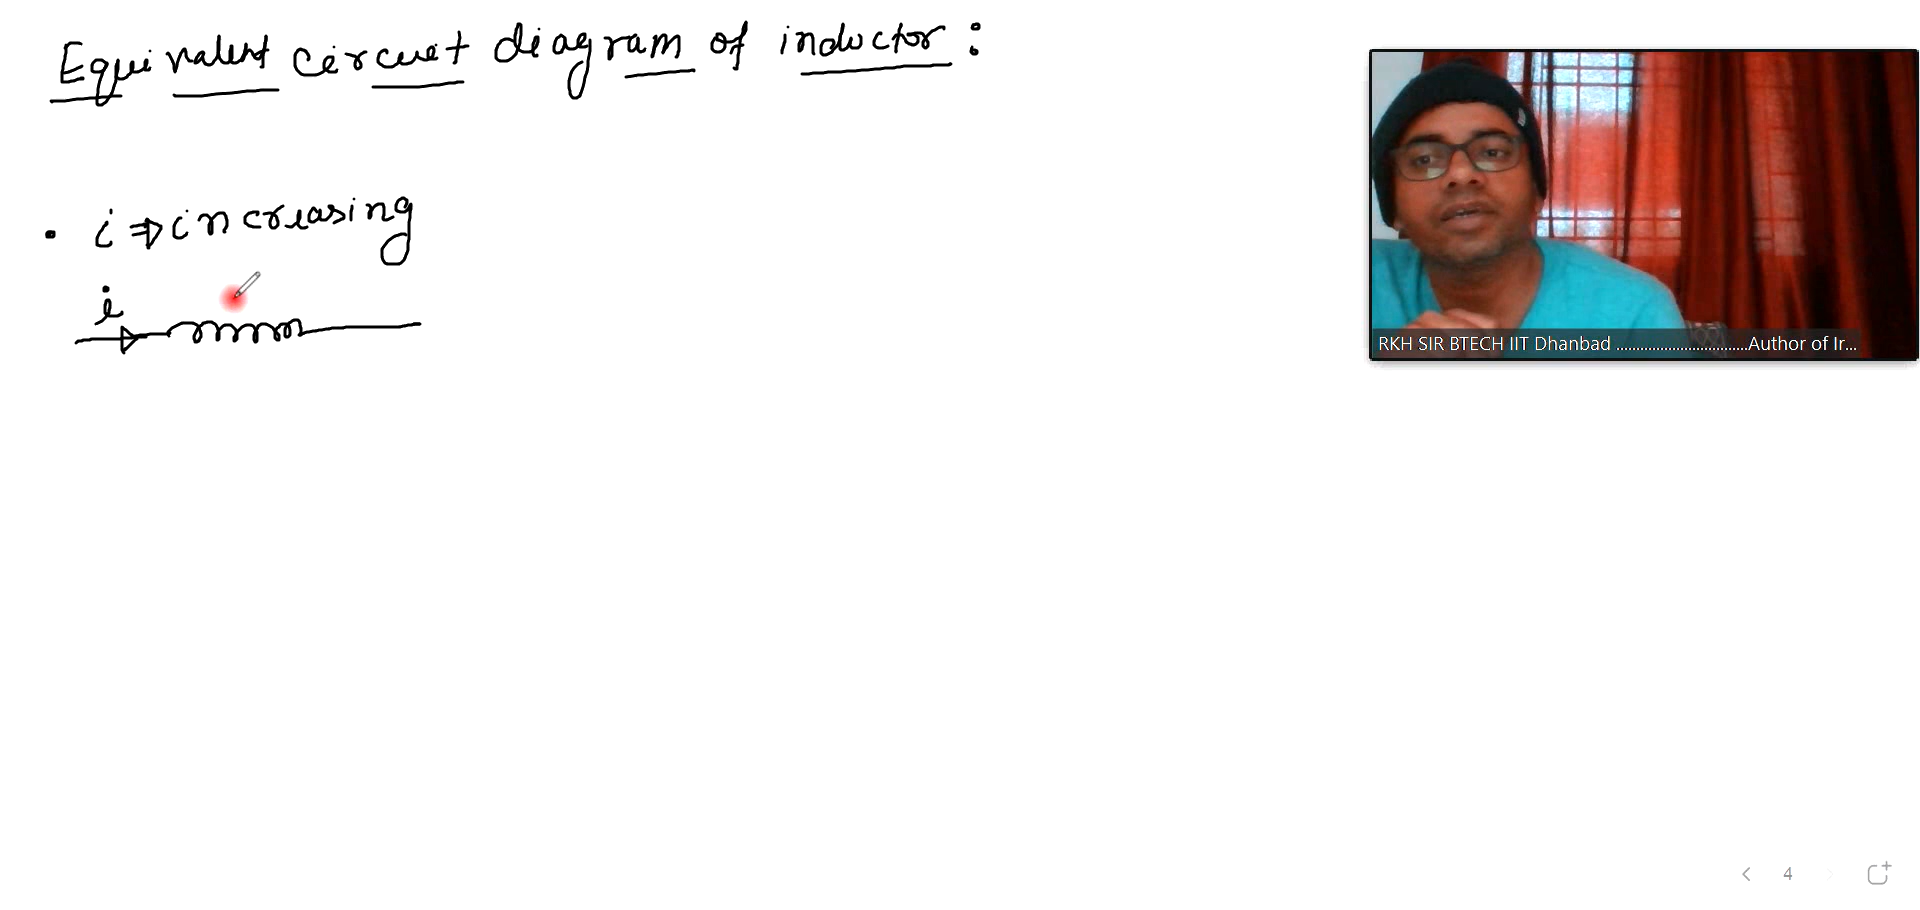 Equivalent circuit diagram of inductor :
• i ⇒ increasing
i
RKH SIR BTECH IIT Dhanbad ................................Author of Ir...
4